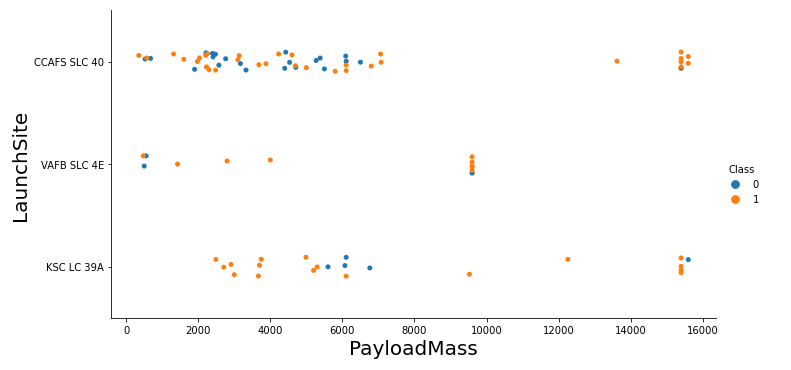 CCAFS SLC 40
VAFB SLC 4E
KSC LC 39A
LaunchSite
0 2000 4000 6000 8000 10000 12000 14000 16000
PayloadMass
Class
0
1